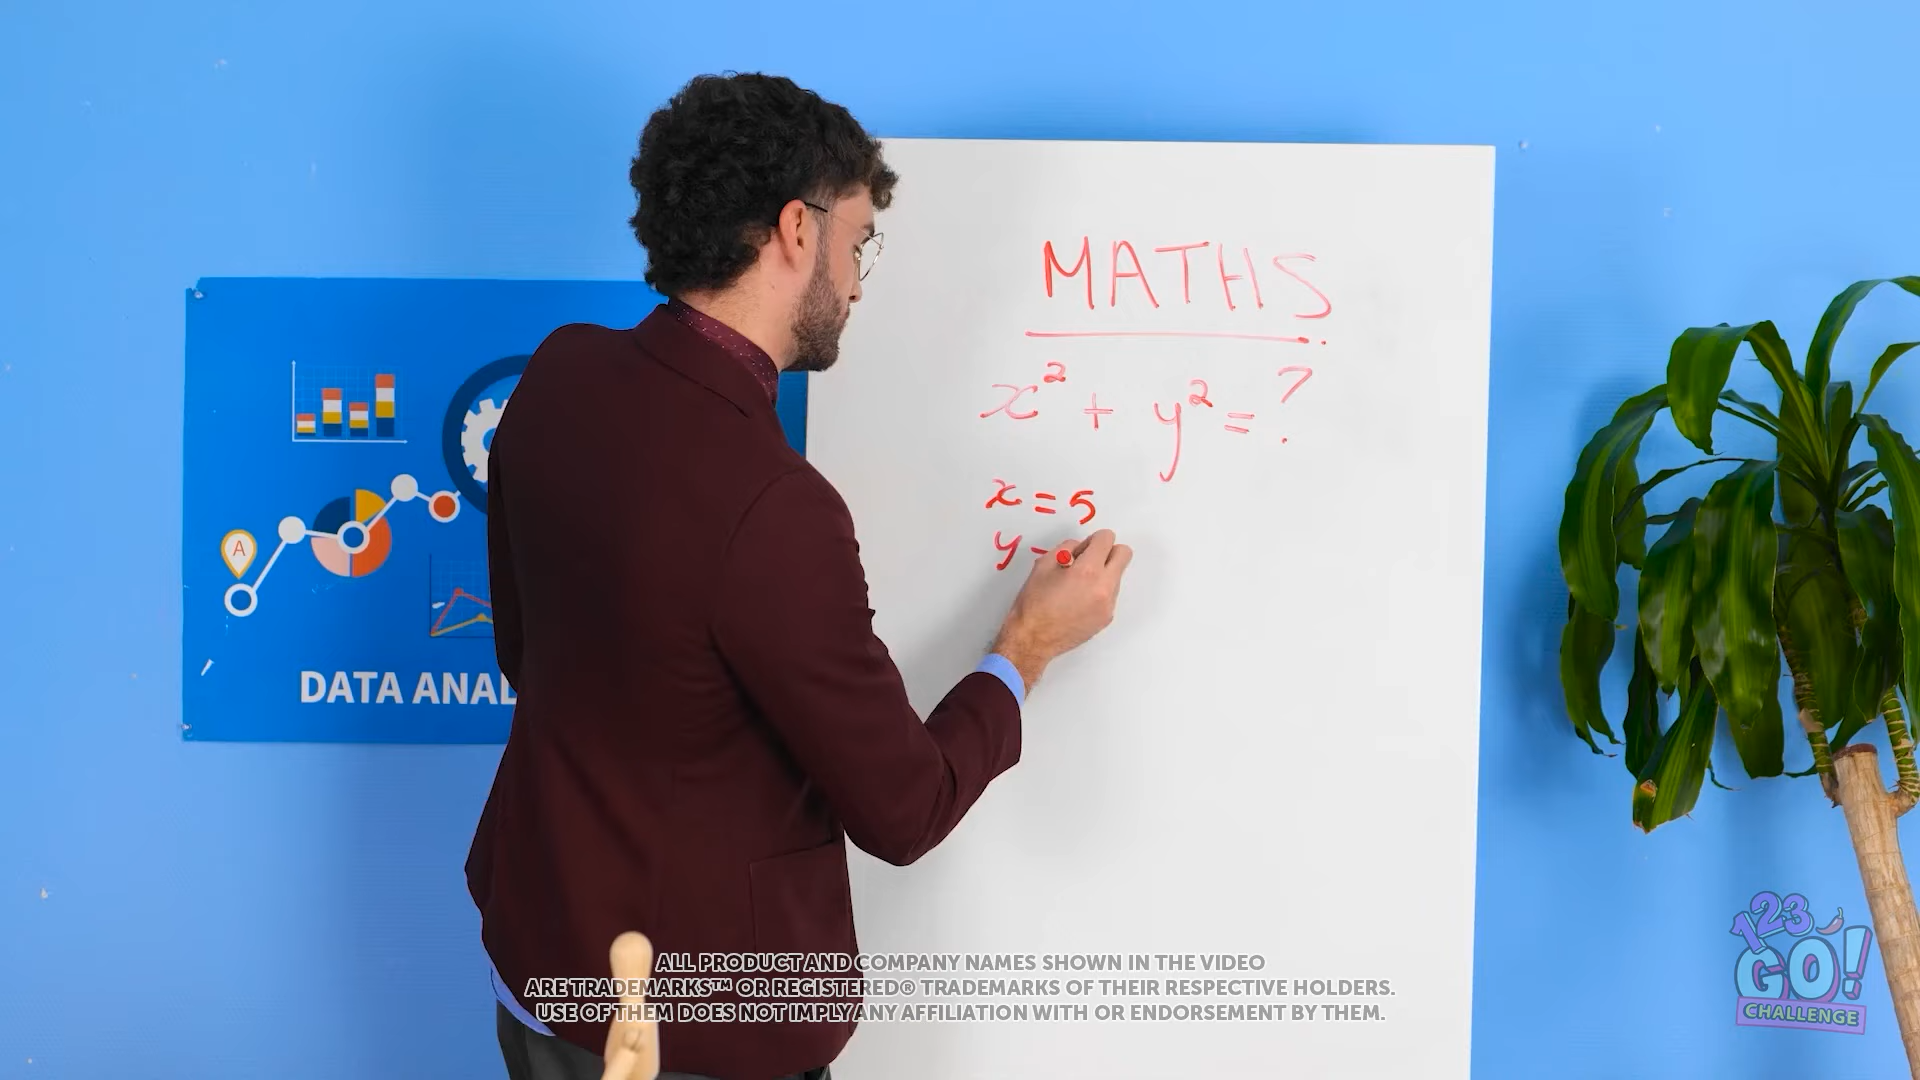 MATHS
x² + y² = ?
x = 5
y -
A
DATA ANAL
ALL PRODUCT AND COMPANY NAMES SHOWN IN THE VIDEO
ARE TRADEMARKS™ OR REGISTERED® TRADEMARKS OF THEIR RESPECTIVE HOLDERS.
USE OF THEM DOES NOT IMPLY ANY AFFILIATION WITH OR ENDORSEMENT BY THEM.
123
GO!
CHALLENGE